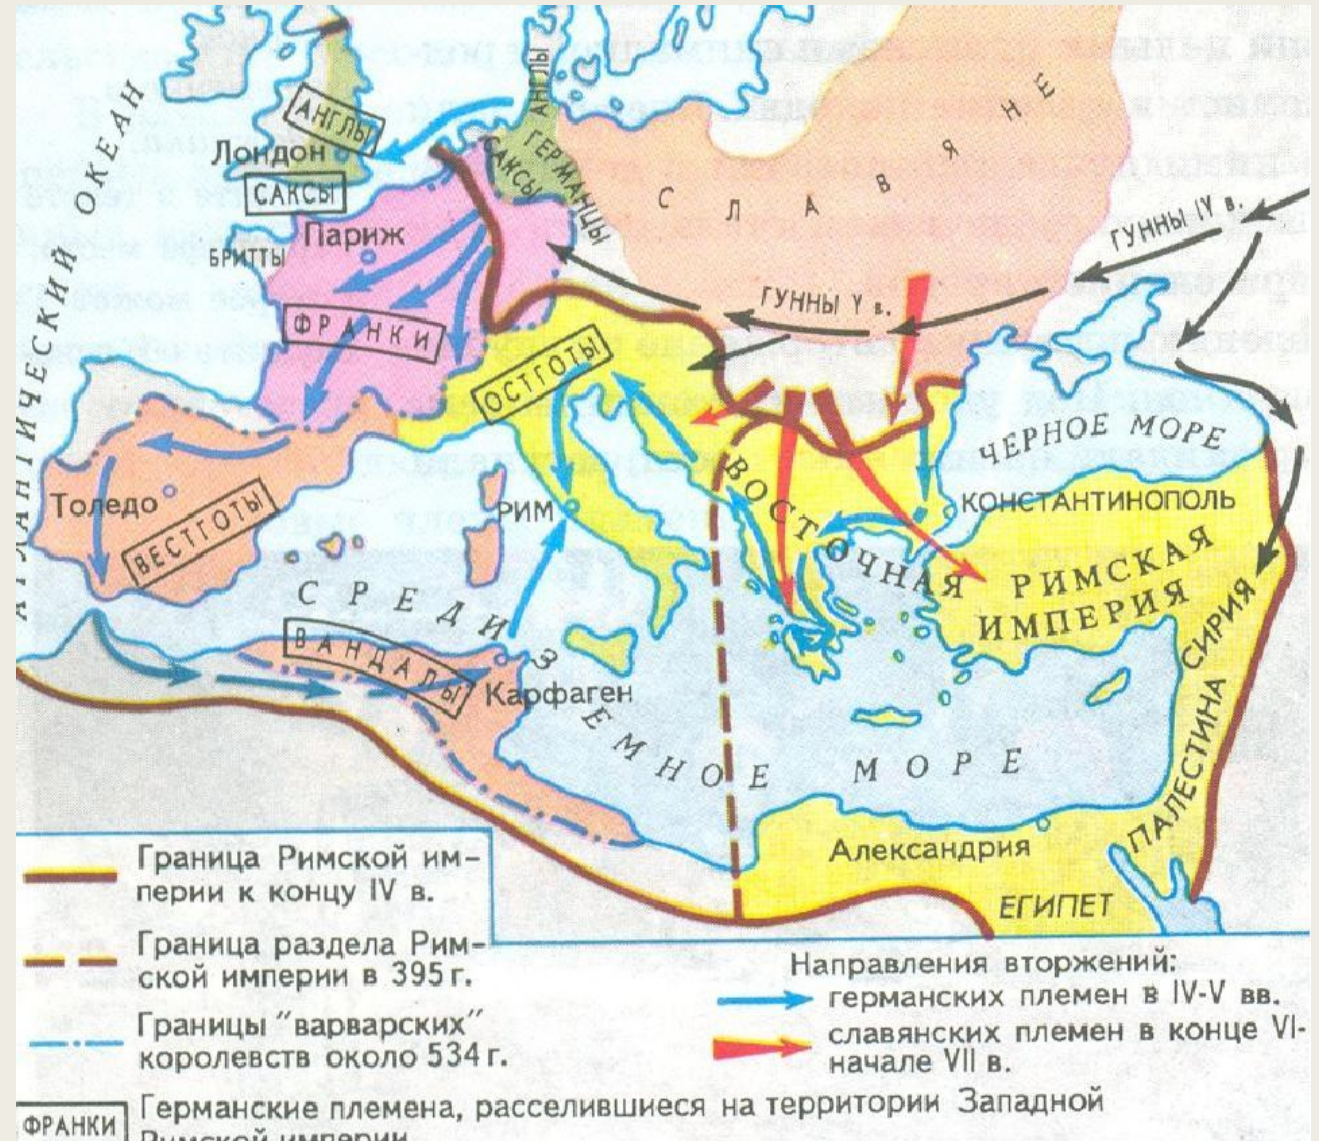 АТЛАНТИЧЕСКИЙ ОКЕАН
АНГЛЫ
АНГЛЫ
Лондон
САКСЫ
САКСЫ
ГЕРМАНЦЫ
СЛАВЯНЕ
ГУННЫ IV в.
БРИТТЫ
Париж
ФРАНКИ
ГУННЫ V в.
ОСТГОТЫ
ЧЕРНОЕ МОРЕ
Толедо
ВЕСТГОТЫ
РИМ
КОНСТАНТИНОПОЛЬ
ВОСТОЧНАЯ РИМСКАЯ
ИМПЕРИЯ
СРЕДИЗЕМНОЕ МОРЕ
ВАНДАЛЫ
Карфаген
СИРИЯ
ПАЛЕСТИНА
Александрия
ЕГИПЕТ
Граница Римской им-
перии к концу IV в.
Граница раздела Рим-
ской империи в 395 г.
Границы "варварских"
королевств около 534 г.
Направления вторжений:
германских племен в IV-V вв.
славянских племен в конце VI-
начале VII в.
ФРАНКИ
Германские племена, расселившиеся на территории Западной
Римской империи